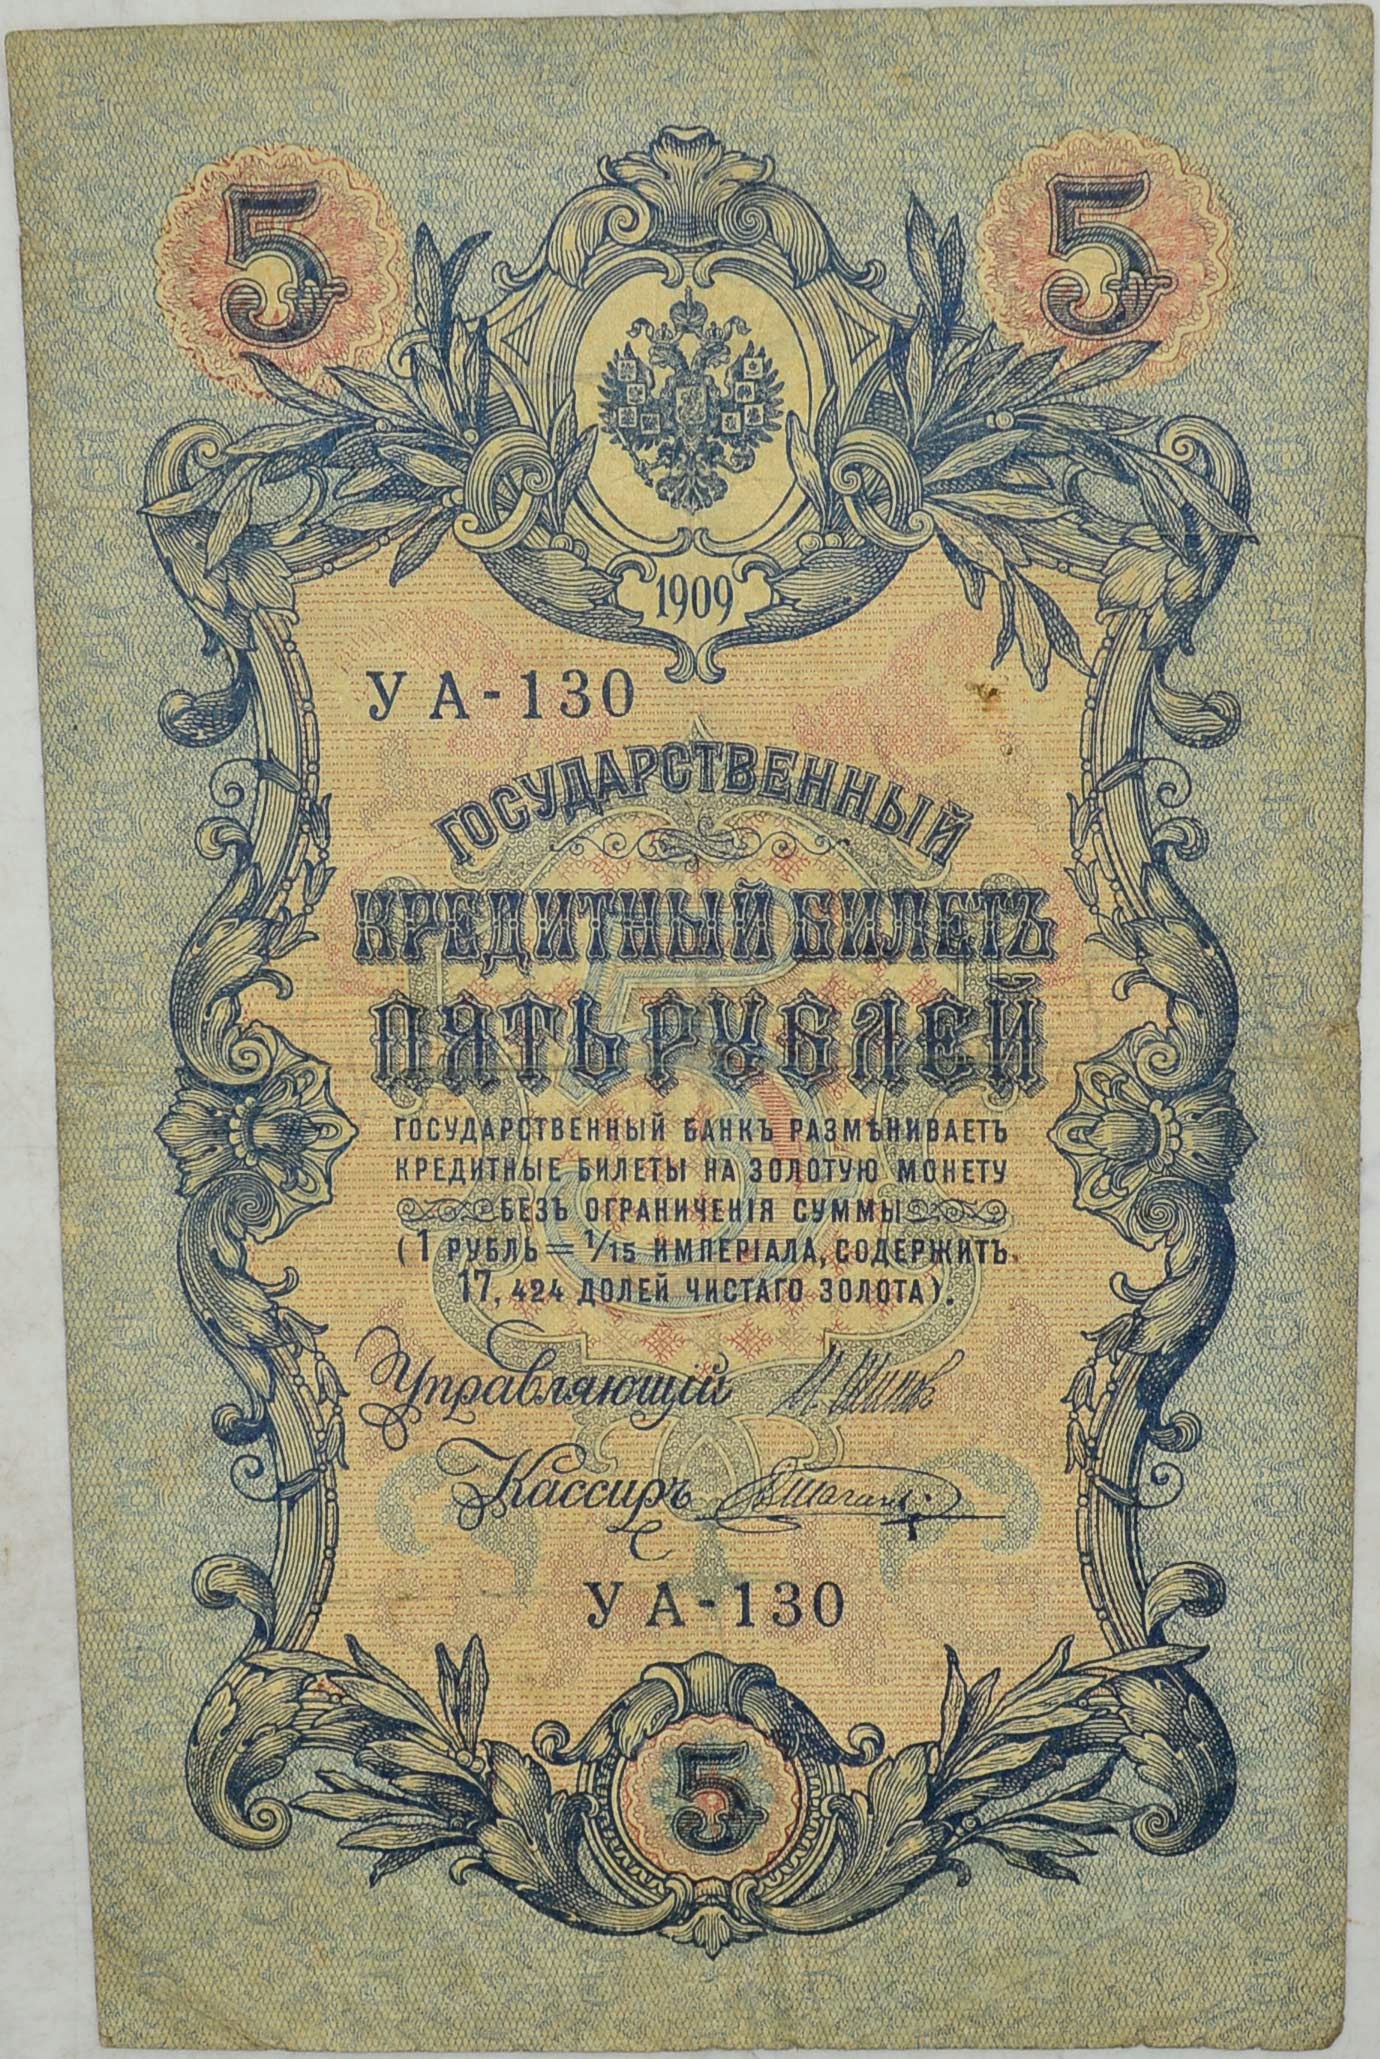 5 5
1909
УА-130
ГОСУДАРСТВЕННЫЙ
КРЕДИТНЫЙ БИЛЕТЪ
ПЯТЬ РУБЛЕЙ
ГОСУДАРСТВЕННЫЙ БАНКЪ РАЗМѢНИВАЕТЪ
КРЕДИТНЫЕ БИЛЕТЫ НА ЗОЛОТУЮ МОНЕТУ
БЕЗЪ ОГРАНИЧЕНІЯ СУММЫ
(1 РУБЛЬ = 1/15 ИМПЕРІАЛА, СОДЕРЖИТЪ
17,424 ДОЛЕЙ ЧИСТАГО ЗОЛОТА).
Управляющій И Шиповъ
Кассиръ
УА-130
5